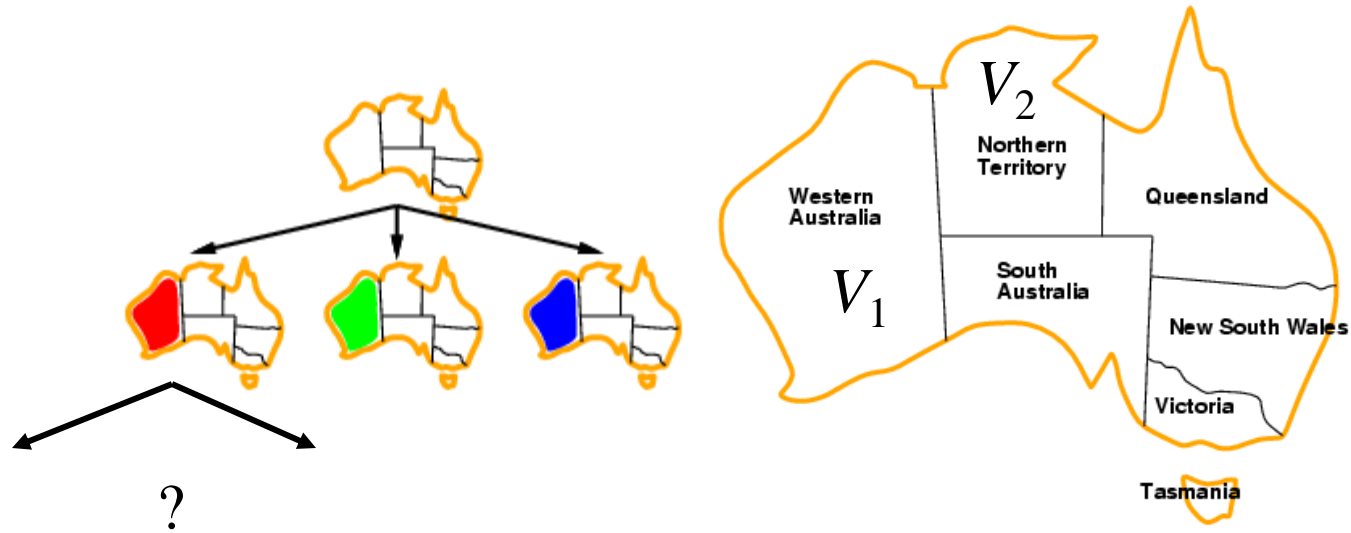 ?
V2
Northern
Territory
Western
Australia
Queensland
V1
South
Australia
New South Wales
Victoria
Tasmania